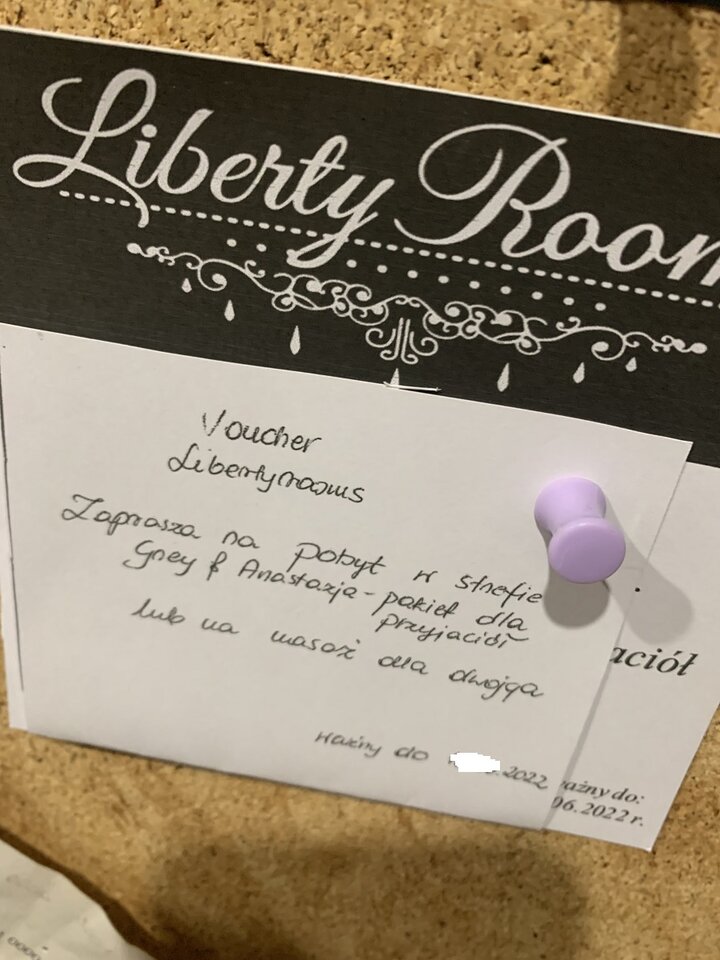 Liberty Room
Voucher
Libertyrooms
Zaprasza na pobyt w strefie
Grey & Anastazja - pakiet dla
przyjaciół
lub na masaż dla dwojga
ważny do 2022
aciół
ażny do:
06.2022 r.